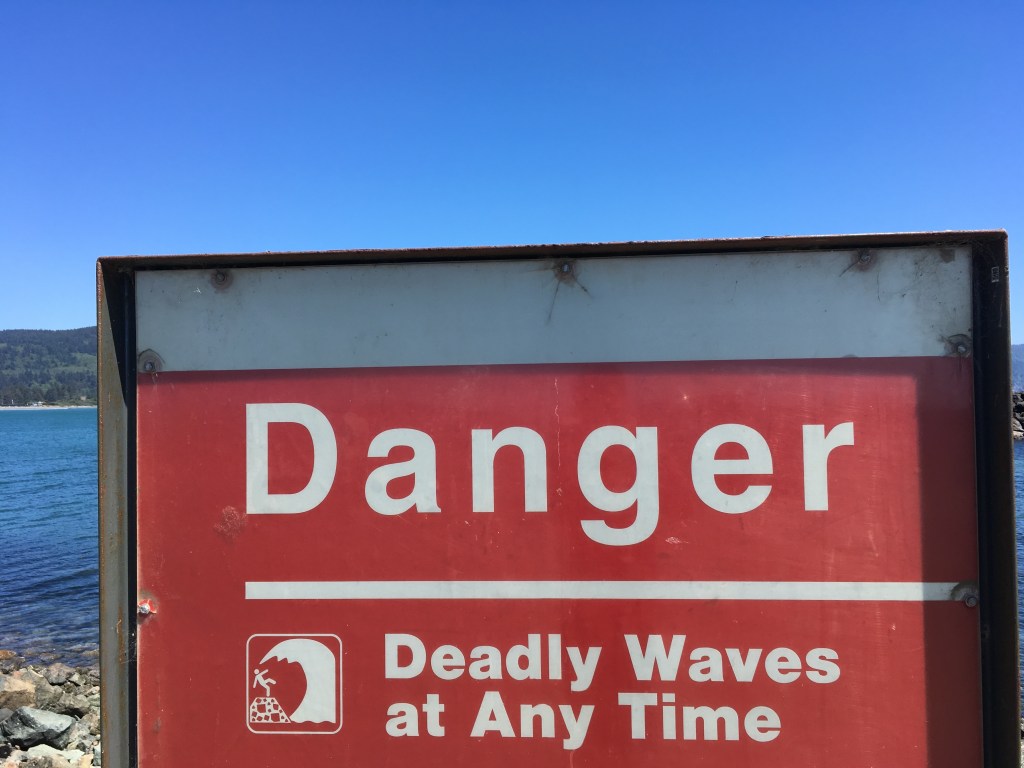 Danger
Deadly Waves
at Any Time